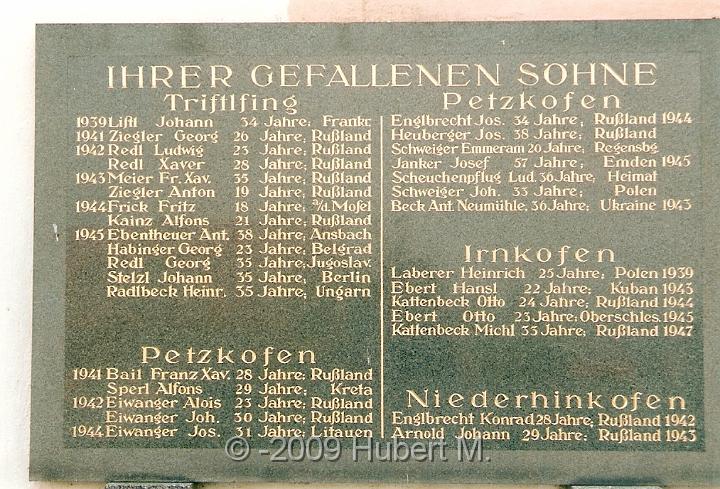 IHRER GEFALLENEN SÖHNE
Triftlfing
1939 Liftl Johann 34 Jahre; Frankr.
1941 Ziegler Georg 26 Jahre; Rußland
1942 Redl Ludwig 23 Jahre; Rußland
Redl Xaver 28 Jahre; Rußland
1943 Meier Fr. Xav. 35 Jahre; Rußland
Ziegler Anton 19 Jahre; Rußland
1944 Frick Fritz 18 Jahre; a/d. Mosel
Kainz Alfons 21 Jahre; Rußland
1945 Ebentheuer Ant. 38 Jahre; Ansbach
Habinger Georg 23 Jahre; Belgrad
Redl Georg 35 Jahre; Jugoslav.
Stelzl Johann 35 Jahre; Berlin
Radlbeck Heinr. 35 Jahre; Ungarn
Petzkofen
1941 Bail Franz Xav. 28 Jahre; Rußland
Sperl Alfons 29 Jahre; Kreta
1942 Eiwanger Alois 23 Jahre; Rußland
Eiwanger Joh. 30 Jahre; Rußland
1944 Eiwanger Jos. 31 Jahre; Litauen
Petzkofen
Englbrecht Jos. 34 Jahre; Rußland 1944
Heuberger Jos. 38 Jahre; Rußland
Schweiger Emmeram 20 Jahre; Regensbg.
Janker Josef 57 Jahre; Emden 1945
Scheuchenpflug Lud. 36 Jahre; Heimat
Schweiger Joh. 33 Jahre; Polen
Beck Ant. Neumühle, 36 Jahre; Ukraine 1943
Irnkofen
Laberer Heinrich 25 Jahre; Polen 1939
Ebert Hansl 22 Jahre; Kuban 1943
Kattenbeck Otto 24 Jahre; Rußland 1944
Ebert Otto 23 Jahre; Oberschles. 1945
Kattenbeck Michl 33 Jahre; Rußland 1947
Niederhinkofen
Englbrecht Konrad 28 Jahre; Rußland 1942
Arnold Johann 29 Jahre; Rußland 1943
© -2009 Hubert M.